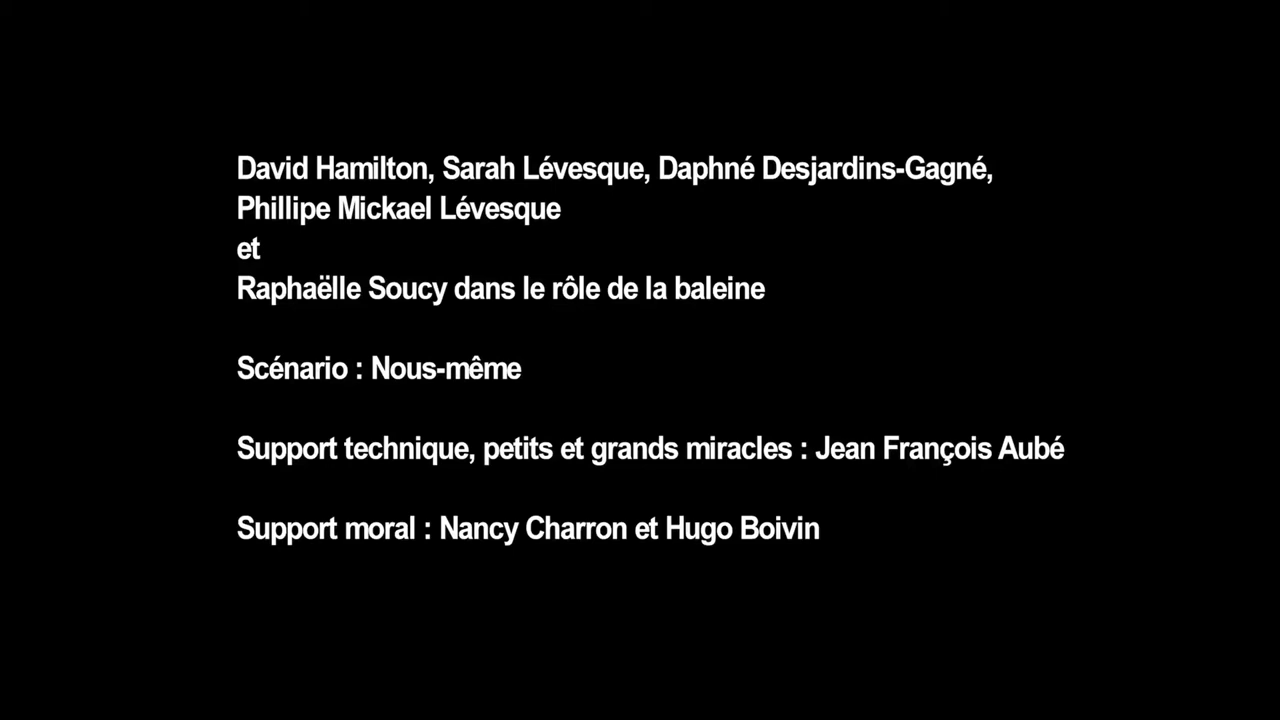 David Hamilton, Sarah Lévesque, Daphné Desjardins-Gagné,
Phillipe Mickael Lévesque
et
Raphaëlle Soucy dans le rôle de la baleine
Scénario : Nous-même
Support technique, petits et grands miracles : Jean François Aubé
Support moral : Nancy Charron et Hugo Boivin